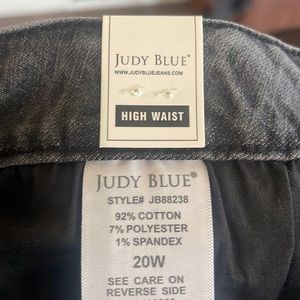 JUDY BLUE®
WWW.JUDYBLUEJEANS.COM
HIGH WAIST
JUDY BLUE®
STYLE# JB88238
92% COTTON
7% POLYESTER
1% SPANDEX
20W
SEE CARE ON
REVERSE SIDE